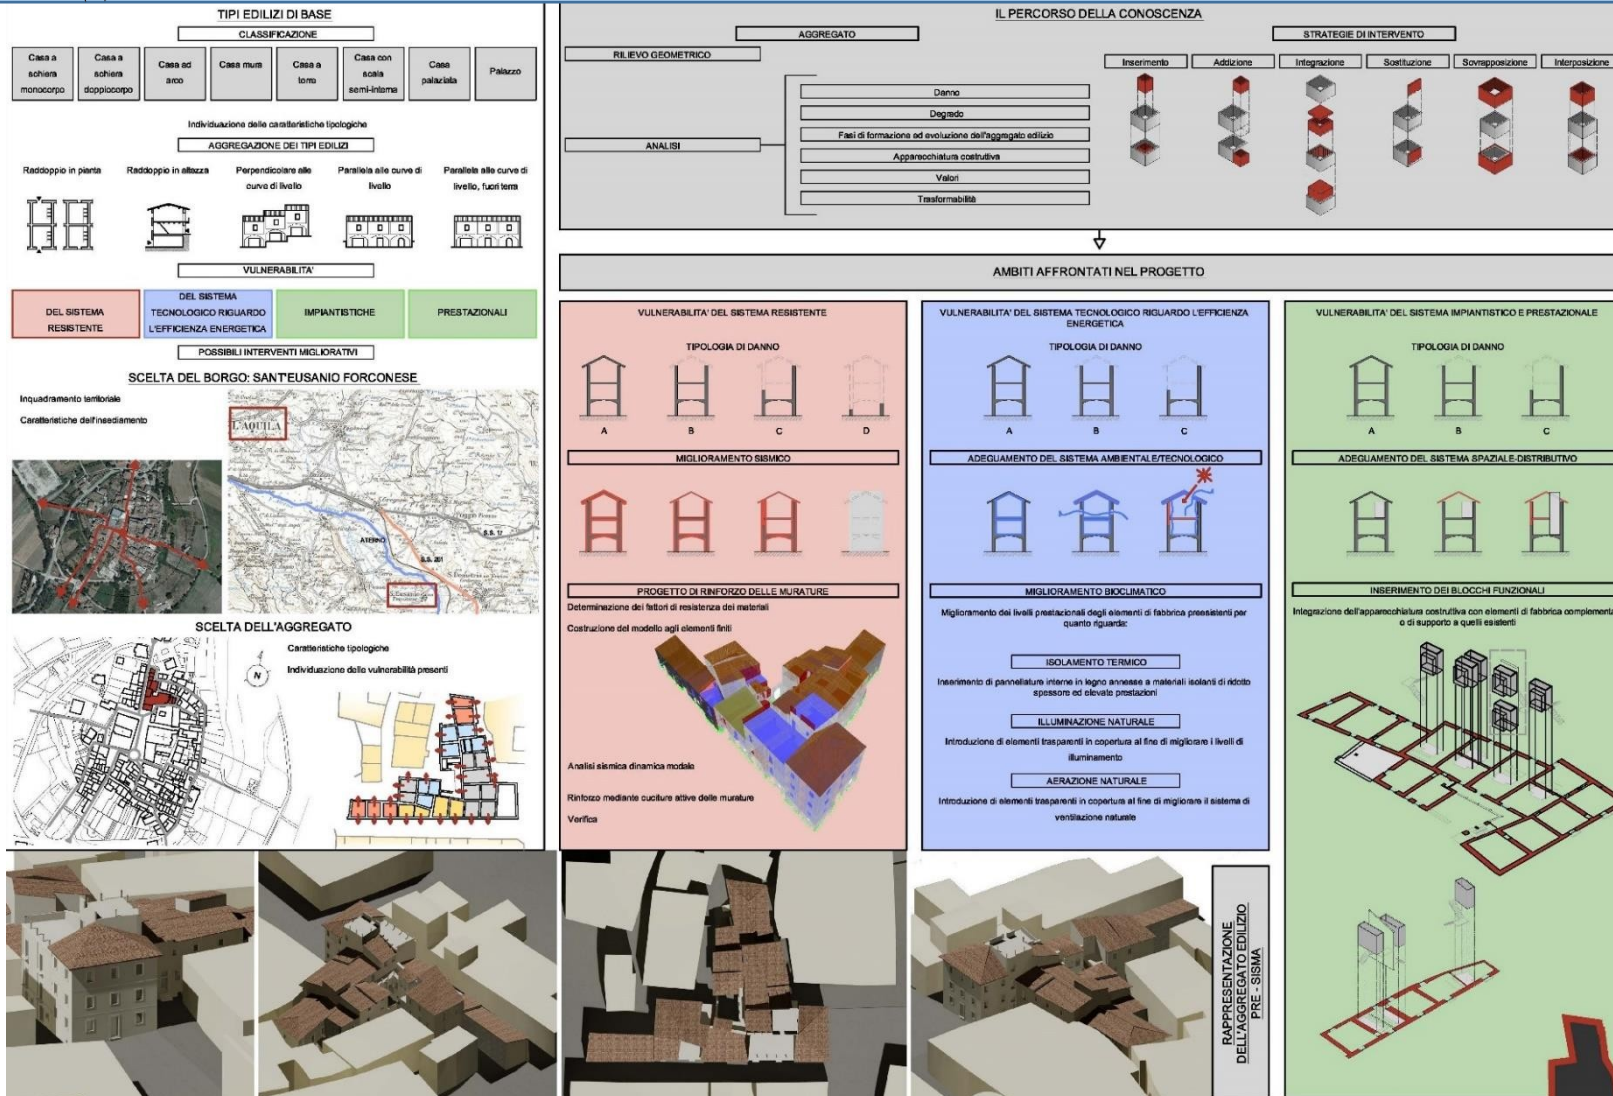 TIPI EDILIZI DI BASE
CLASSIFICAZIONE
Casa a
schiera
monocorpo
Casa a
schiera
doppiocorpo
Casa ad
arco
Casa mura
Casa a
torre
Casa con
scala
semi-interna
Casa
palaziata
Palazzo
Individuazione delle caratteristiche tipologiche
AGGREGAZIONE DEI TIPI EDILIZI
Raddoppio in pianta
Raddoppio in altezza
Perpendicolare alle
curve di livello
Parallela alle curve di
livello
Parallela alle curve di
livello, fuori terra
VULNERABILITA'
DEL SISTEMA
RESISTENTE
DEL SISTEMA
TECNOLOGICO RIGUARDO
L'EFFICIENZA ENERGETICA
IMPIANTISTICHE
PRESTAZIONALI
POSSIBILI INTERVENTI MIGLIORATIVI
SCELTA DEL BORGO: SANT'EUSANIO FORCONESE
Inquadramento territoriale
Caratteristiche dell'insediamento
L'AQUILA
ATERNO
S.S. 17
S.S. 261
SCELTA DELL'AGGREGATO
Caratteristiche tipologiche
Individuazione delle vulnerabilità presenti
N
IL PERCORSO DELLA CONOSCENZA
AGGREGATO
RILIEVO GEOMETRICO
ANALISI
Danno
Degrado
Fasi di formazione ed evoluzione dell'aggregato edilizio
Apparecchiatura costruttiva
Valori
Trasformabilità
STRATEGIE DI INTERVENTO
Inserimento
Addizione
Integrazione
Sostituzione
Sovrapposizione
Interposizione
AMBITI AFFRONTATI NEL PROGETTO
VULNERABILITA' DEL SISTEMA RESISTENTE
TIPOLOGIA DI DANNO
A
B
C
D
MIGLIORAMENTO SISMICO
PROGETTO DI RINFORZO DELLE MURATURE
Determinazione dei fattori di resistenza dei materiali
Costruzione del modello agli elementi finiti
Analisi sismica dinamica modale
Rinforzo mediante cuciture attive delle murature
Verifica
VULNERABILITA' DEL SISTEMA TECNOLOGICO RIGUARDO L'EFFICIENZA
ENERGETICA
TIPOLOGIA DI DANNO
A
B
C
ADEGUAMENTO DEL SISTEMA AMBIENTALE/TECNOLOGICO
MIGLIORAMENTO BIOCLIMATICO
Miglioramento dei livelli prestazionali degli elementi di fabbrica preesistenti per
quanto riguarda:
ISOLAMENTO TERMICO
Inserimento di pannellature interne in legno annesse a materiali isolanti di ridotto
spessore ed elevate prestazioni
ILLUMINAZIONE NATURALE
Introduzione di elementi trasparenti in copertura al fine di migliorare i livelli di
illuminamento
AERAZIONE NATURALE
Introduzione di elementi trasparenti in copertura al fine di migliorare il sistema di
ventilazione naturale
VULNERABILITA' DEL SISTEMA IMPIANTISTICO E PRESTAZIONALE
TIPOLOGIA DI DANNO
A
B
C
ADEGUAMENTO DEL SISTEMA SPAZIALE-DISTRIBUTIVO
INSERIMENTO DEI BLOCCHI FUNZIONALI
Integrazione dell'apparecchiatura costruttiva con elementi di fabbrica complementa
o di supporto a quelli esistenti
RAPPRESENTAZIONE
DELL'AGGREGATO EDILIZIO
PRE - SISMA